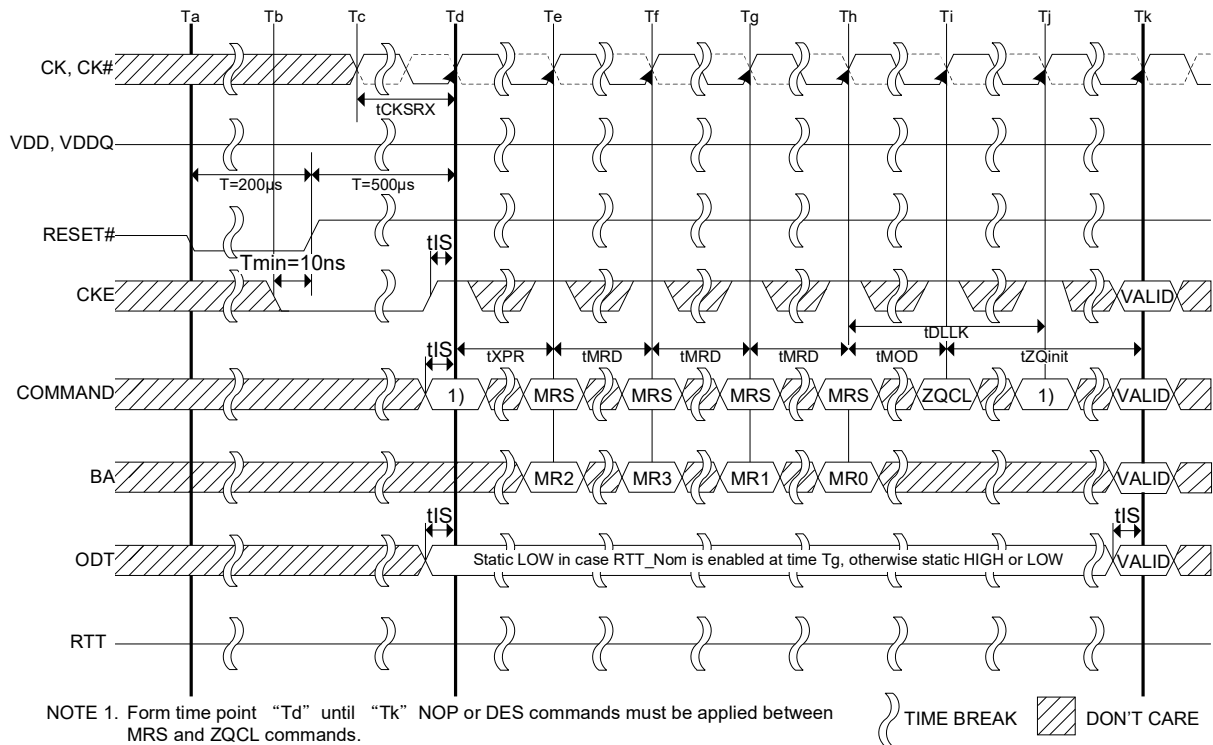 Ta Tb Tc Td Te Tf Tg Th Ti Tj Tk
CK, CK#
tCKSRX
VDD, VDDQ
T=200μs T=500μs
RESET#
tIS
Tmin=10ns
CKE VALID
tDLLK
tIS tXPR tMRD tMRD tMRD tMOD tZQinit
COMMAND 1) MRS MRS MRS MRS ZQCL 1) VALID
BA MR2 MR3 MR1 MR0 VALID
tIS tIS
ODT Static LOW in case RTT_Nom is enabled at time Tg, otherwise static HIGH or LOW VALID
RTT
NOTE 1. Form time point “Td” until “Tk” NOP or DES commands must be applied between
MRS and ZQCL commands.
TIME BREAK DON'T CARE